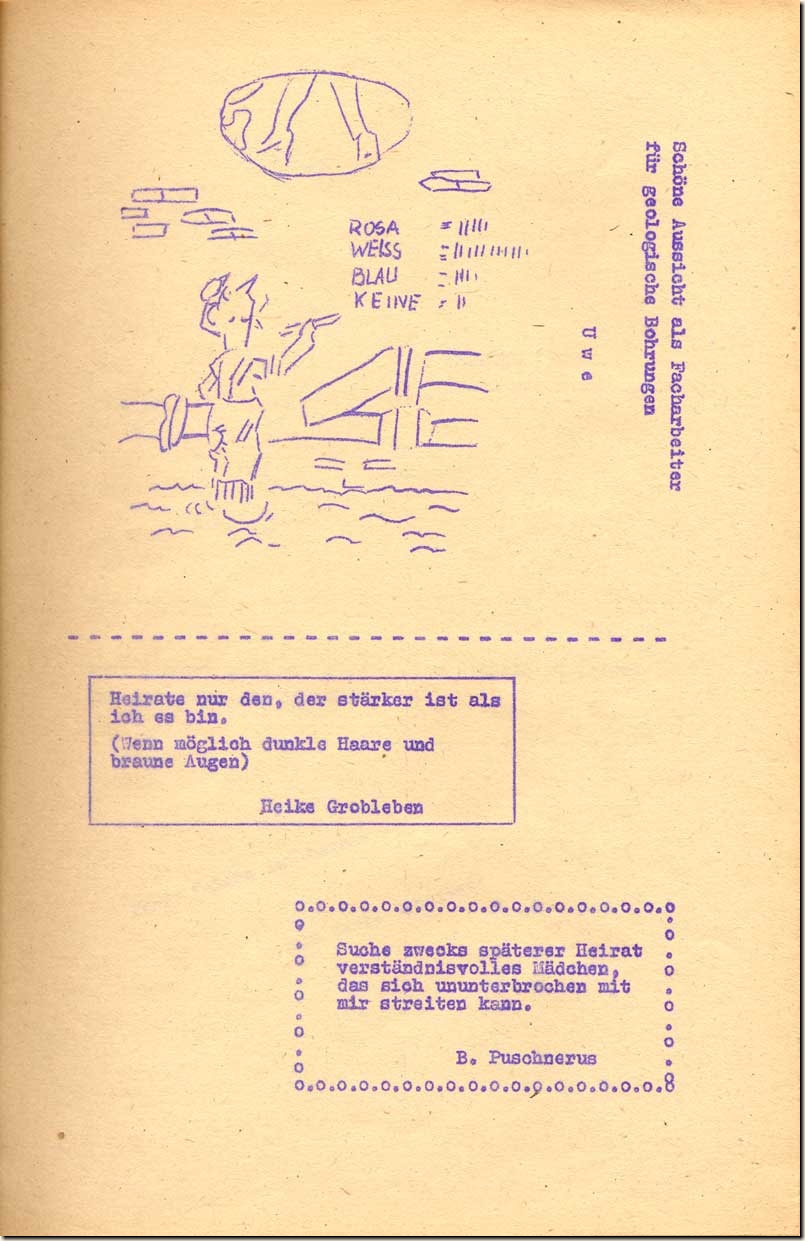 Schöne Aussicht als Facharbeiter
für geologische Bohrungen
Uwe
ROSA = |||||
WEISS = |||||||||||
BLAU = ||||
KEINE = ||
Heirate nur den, der stärker ist als
ich es bin.
(Wenn möglich dunkle Haare und
braune Augen)
Heike Grobleben
Suche zwecks späterer Heirat
verständnisvolles Mädchen,
das sich ununterbrochen mit
mir streiten kann.
B. Puschnerus